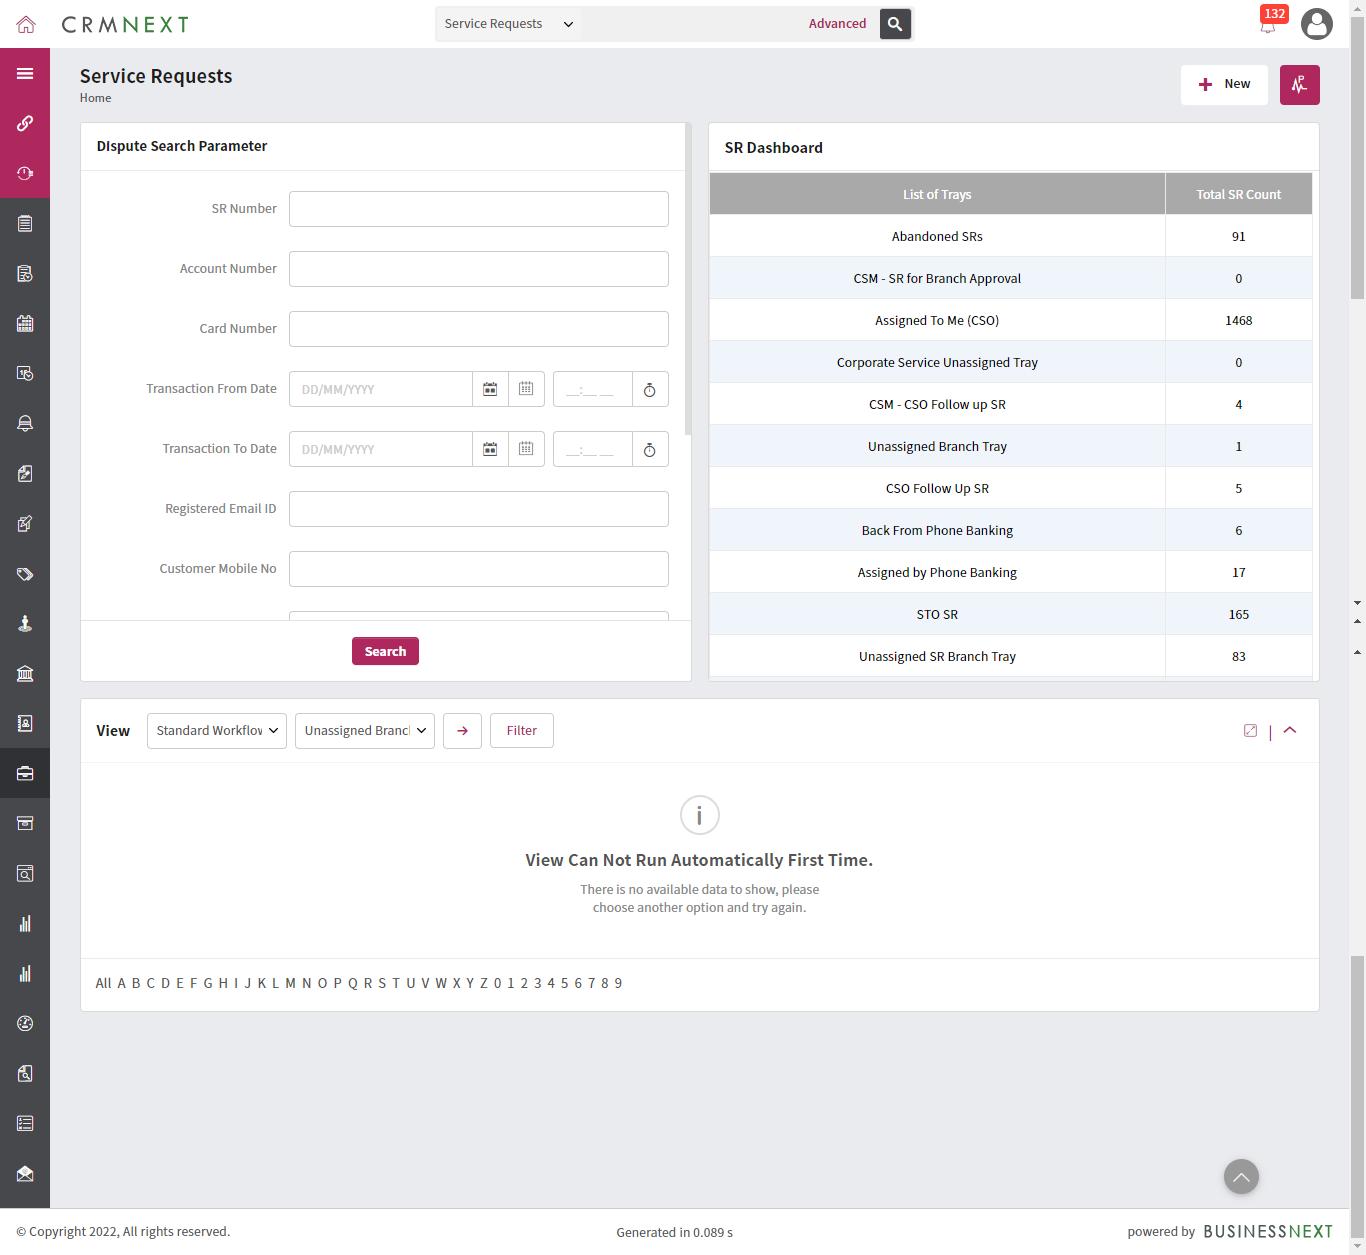 CRMNEXT
Service Requests
Advanced
132
Service Requests
Home
New
P
Dispute Search Parameter
SR Number
Account Number
Card Number
Transaction From Date DD/MM/YYYY __:__ __
Transaction To Date DD/MM/YYYY __:__ __
Registered Email ID
Customer Mobile No
Search
SR Dashboard
List of Trays Total SR Count
Abandoned SRs 91
CSM - SR for Branch Approval 0
Assigned To Me (CSO) 1468
Corporate Service Unassigned Tray 0
CSM - CSO Follow up SR 4
Unassigned Branch Tray 1
CSO Follow Up SR 5
Back From Phone Banking 6
Assigned by Phone Banking 17
STO SR 165
Unassigned SR Branch Tray 83
View Standard Workflow Unassigned Branc Filter
View Can Not Run Automatically First Time.
There is no available data to show, please
choose another option and try again.
All A B C D E F G H I J K L M N O P Q R S T U V W X Y Z 0 1 2 3 4 5 6 7 8 9
© Copyright 2022, All rights reserved.
Generated in 0.089 s
powered by BUSINESSNEXT